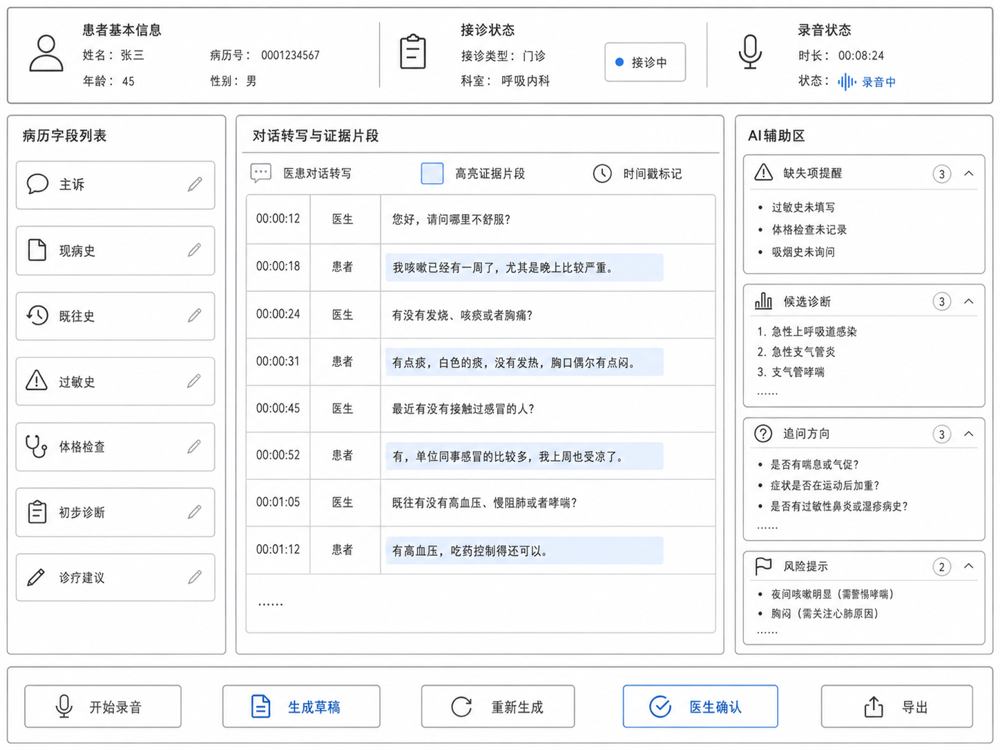 患者基本信息
姓名：张三 病历号：0001234567
年龄：45 性别：男
接诊状态
接诊类型：门诊
科室：呼吸内科
接诊中
录音状态
时长：00:08:24
状态：录音中
病历字段列表
主诉
现病史
既往史
过敏史
体格检查
初步诊断
诊疗建议
对话转写与证据片段
医患对话转写 高亮证据片段 时间戳标记
00:00:12 医生 您好，请问哪里不舒服？
00:00:18 患者 我咳嗽已经有一周了，尤其是晚上比较严重。
00:00:24 医生 有没有发烧、咳痰或者胸痛？
00:00:31 患者 有点痰，白色的痰，没有发热，胸口偶尔有点闷。
00:00:45 医生 最近有没有接触过感冒的人？
00:00:52 患者 有，单位同事感冒的比较多，我上周也受凉了。
00:01:05 医生 既往有没有高血压、慢阻肺或者哮喘？
00:01:12 患者 有高血压，吃药控制得还可以。
……
AI辅助区
缺失项提醒 3
• 过敏史未填写
• 体格检查未记录
• 吸烟史未询问
候选诊断 3
1. 急性上呼吸道感染
2. 急性支气管炎
3. 支气管哮喘
……
追问方向 3
• 是否有喘息或气促？
• 症状是否在运动后加重？
• 是否有过敏性鼻炎或湿疹病史？
……
风险提示 2
• 夜间咳嗽明显（需警惕哮喘）
• 胸闷（需关注心肺原因）
……
开始录音 生成草稿 重新生成 医生确认 导出